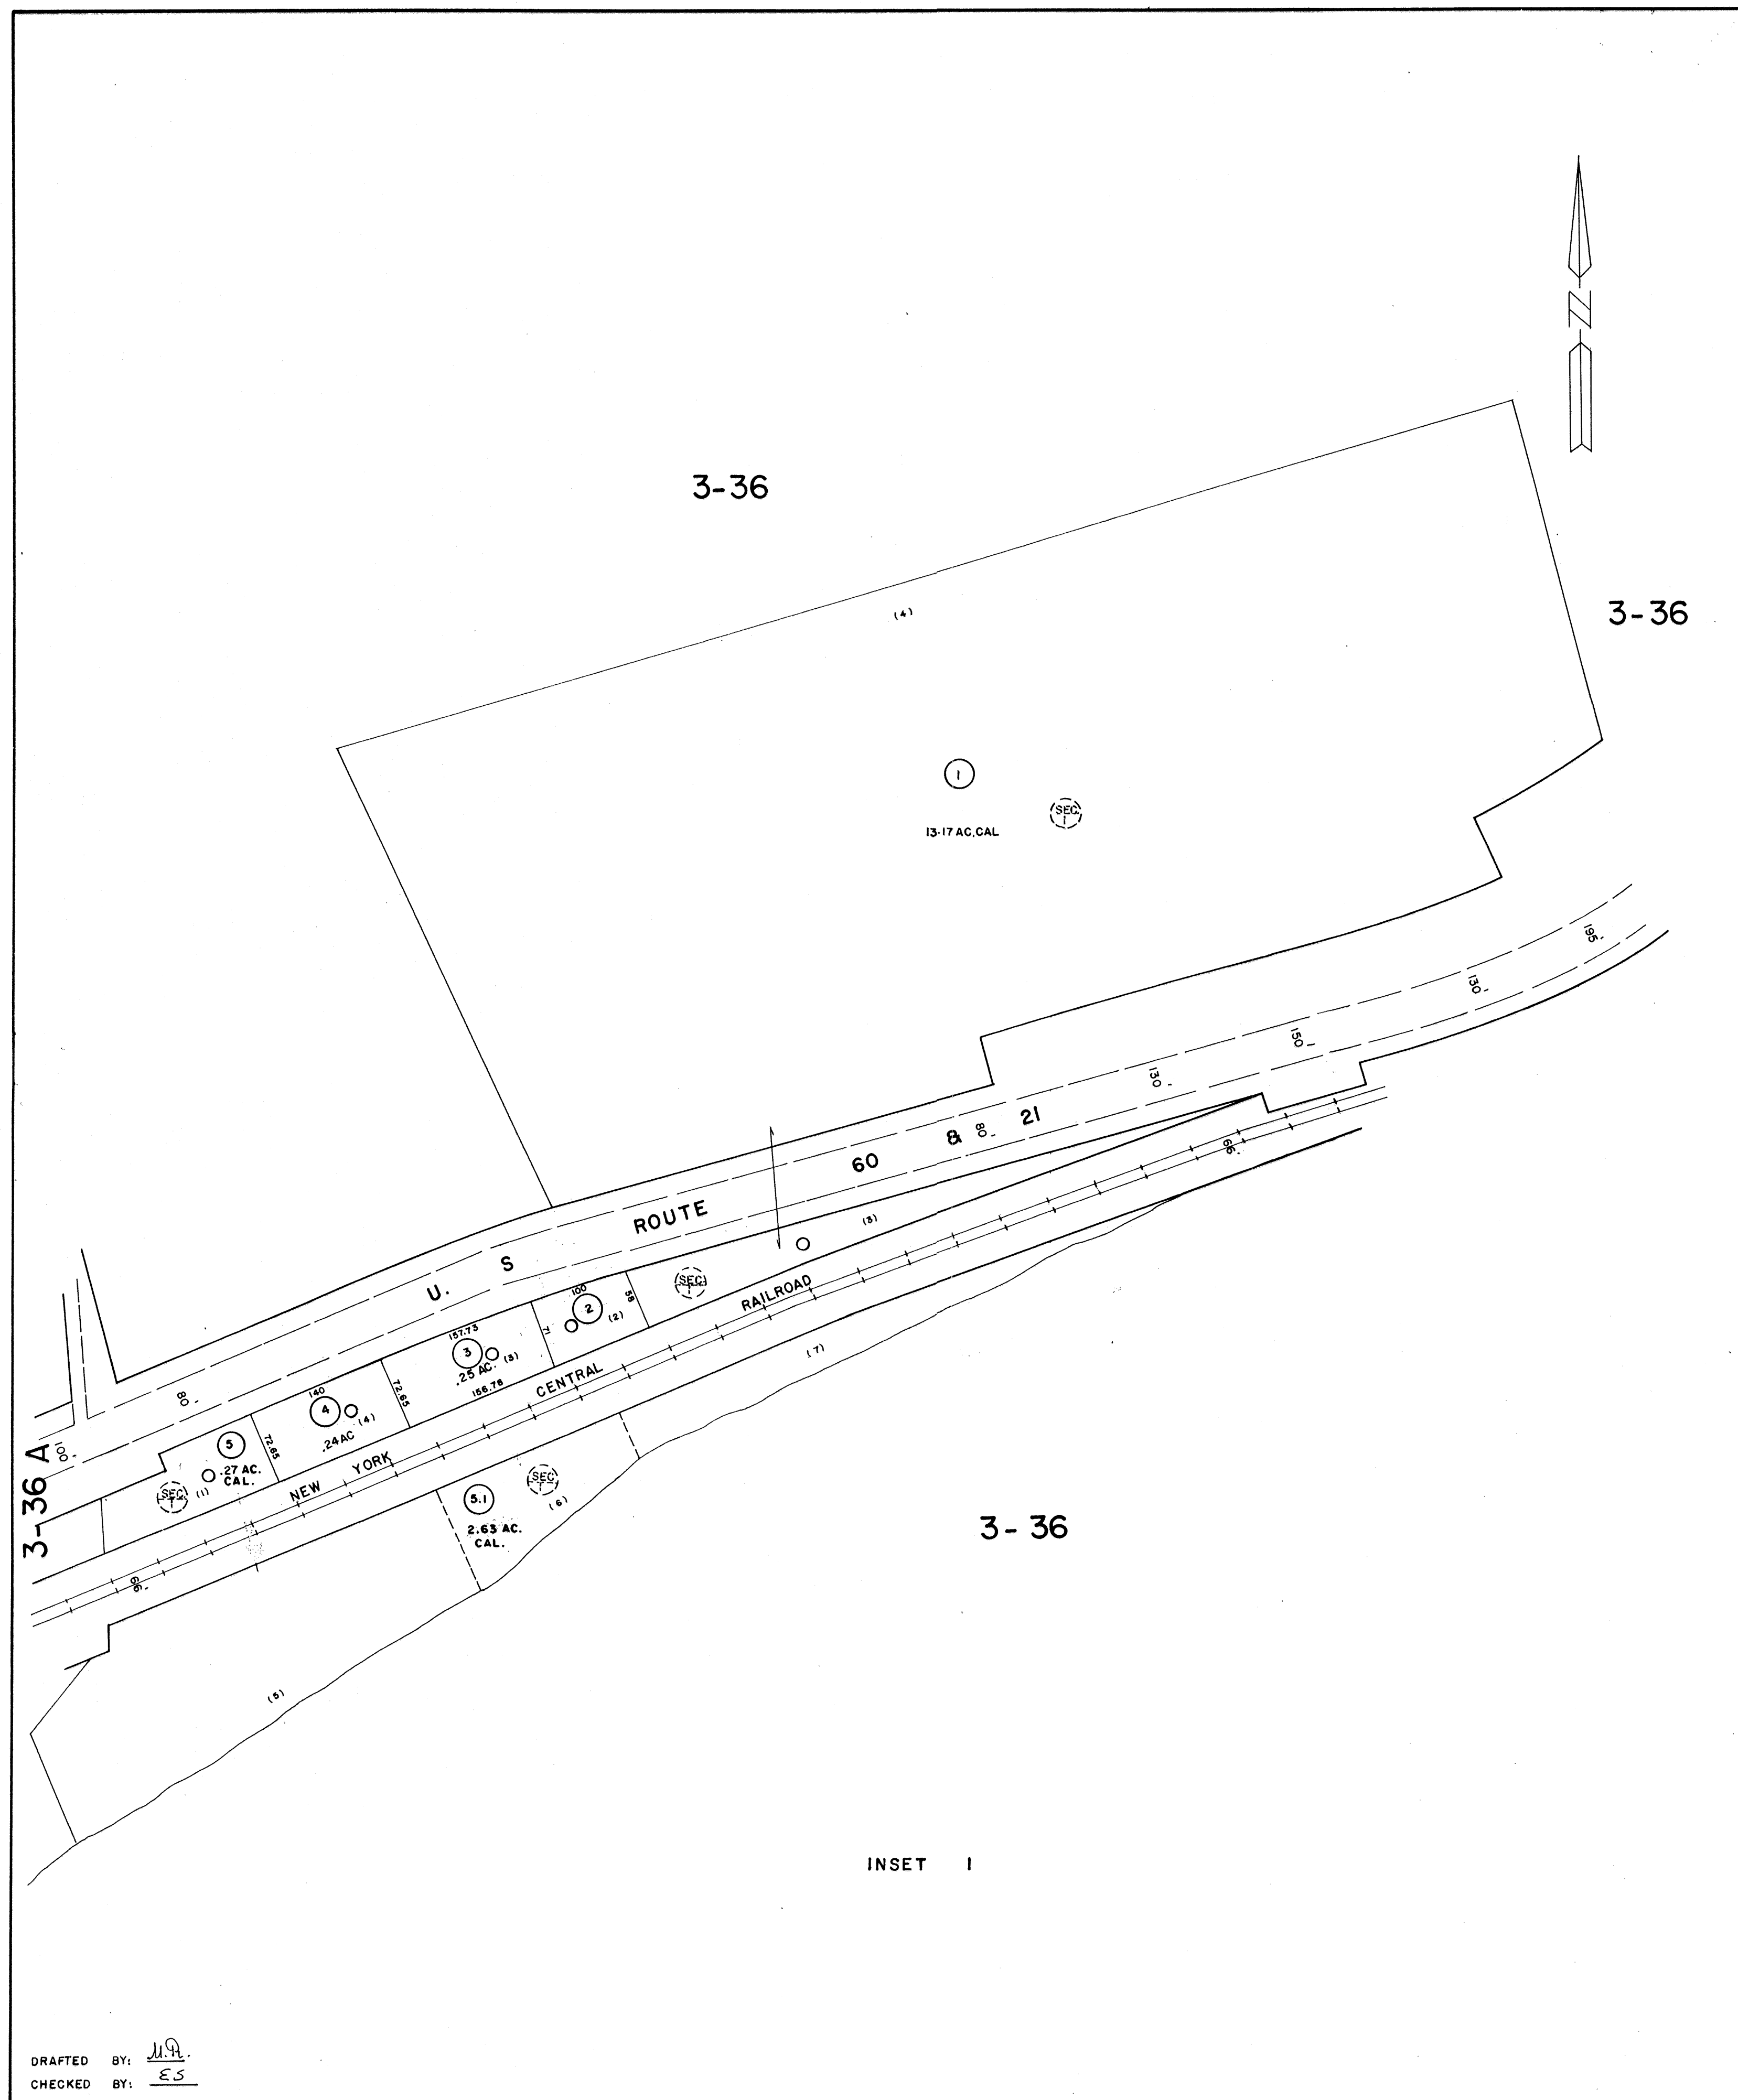 N
3-36
3-36
(4)
1
SEC.
1
13.17 AC. CAL
195
130
150
130
80
U. S ROUTE 60 & 21
(3)
SEC.
1
66
100
2
58
(2)
71
157.73
3
(3)
.25 AC.
156.78
72.65
140
4
(4)
.24 AC
72.65
80
100
3-36 A
5
.27 AC.
CAL.
SEC
1
(1)
NEW YORK CENTRAL RAILROAD
(7)
66
5.1
SEC
1
(6)
2.63 AC.
CAL.
3-36
(5)
INSET 1
DRAFTED BY: M.R.
CHECKED BY: ES